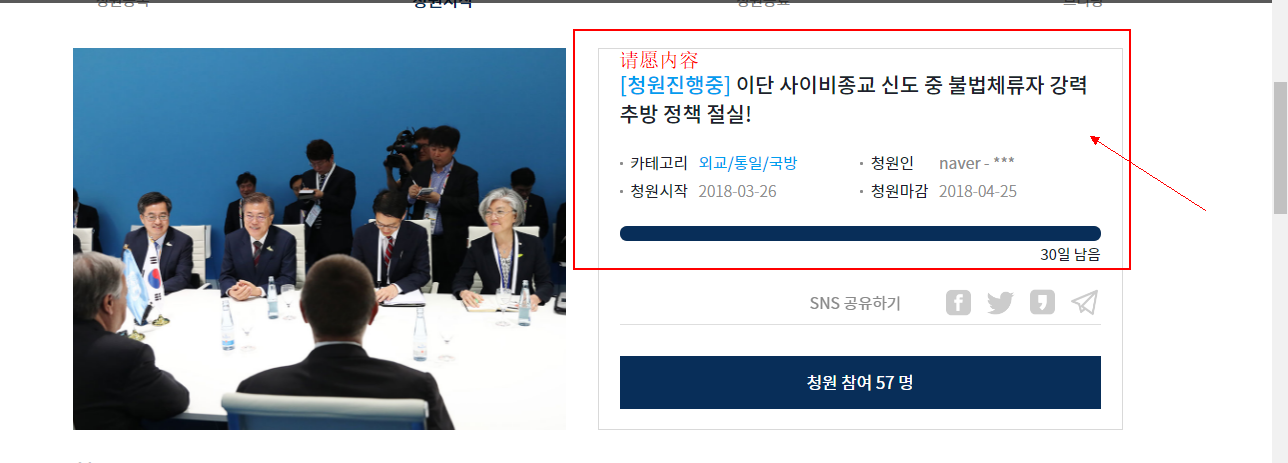 청원시작
请愿内容
[청원진행중] 이단 사이비종교 신도 중 불법체류자 강력
추방 정책 절실!
카테고리 외교/통일/국방
청원인 naver - ***
청원시작 2018-03-26
청원마감 2018-04-25
30일 남음
SNS 공유하기
청원 참여 57 명